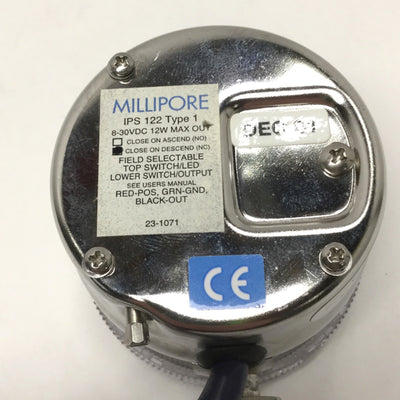 MILLIPORE
IPS 122 Type 1
8-30VDC 12W MAX OUT
CLOSE ON ASCEND (NO)
CLOSE ON DESCEND (NC)
FIELD SELECTABLE
TOP SWITCH/LED
LOWER SWITCH/OUTPUT
SEE USERS MANUAL
RED-POS, GRN-GND,
BLACK-OUT
23-1071
DEC 01
CE